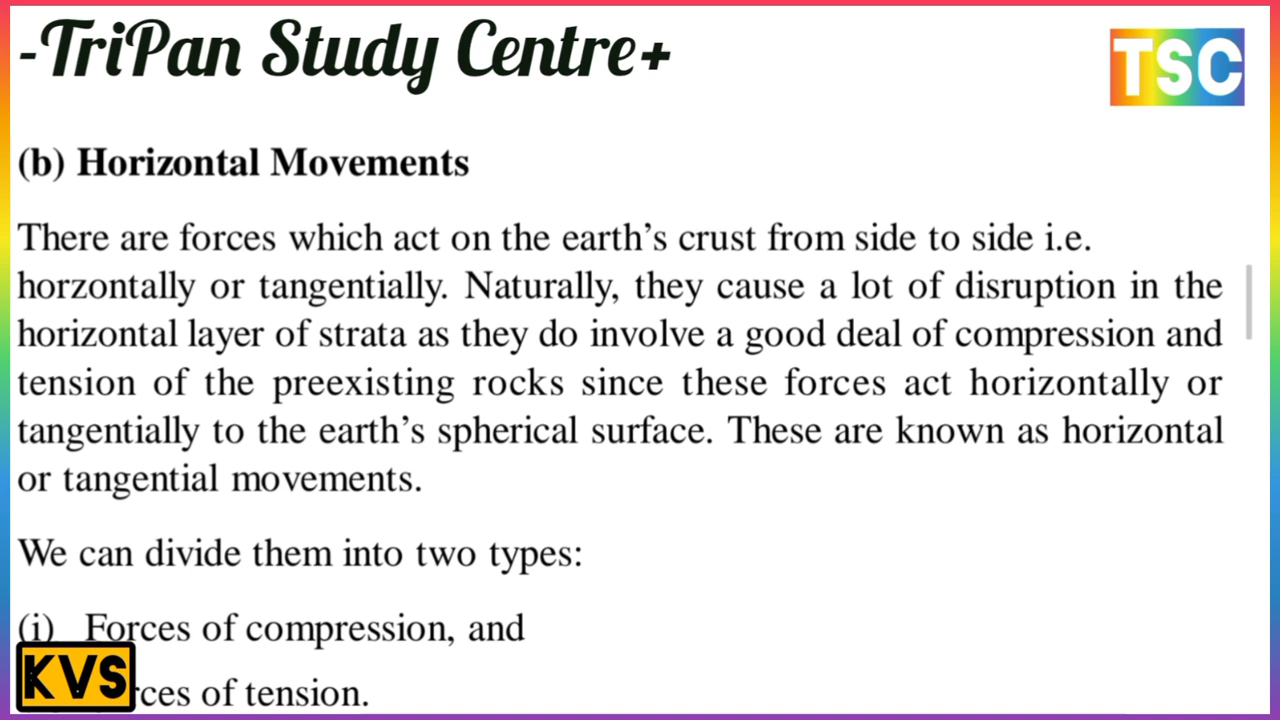 -TriPan Study Centre+
TSC
(b) Horizontal Movements
There are forces which act on the earth's crust from side to side i.e.
horzontally or tangentially. Naturally, they cause a lot of disruption in the
horizontal layer of strata as they do involve a good deal of compression and
tension of the preexisting rocks since these forces act horizontally or
tangentially to the earth's spherical surface. These are known as horizontal
or tangential movements.
We can divide them into two types:
(i) Forces of compression, and
of tension.
KVS